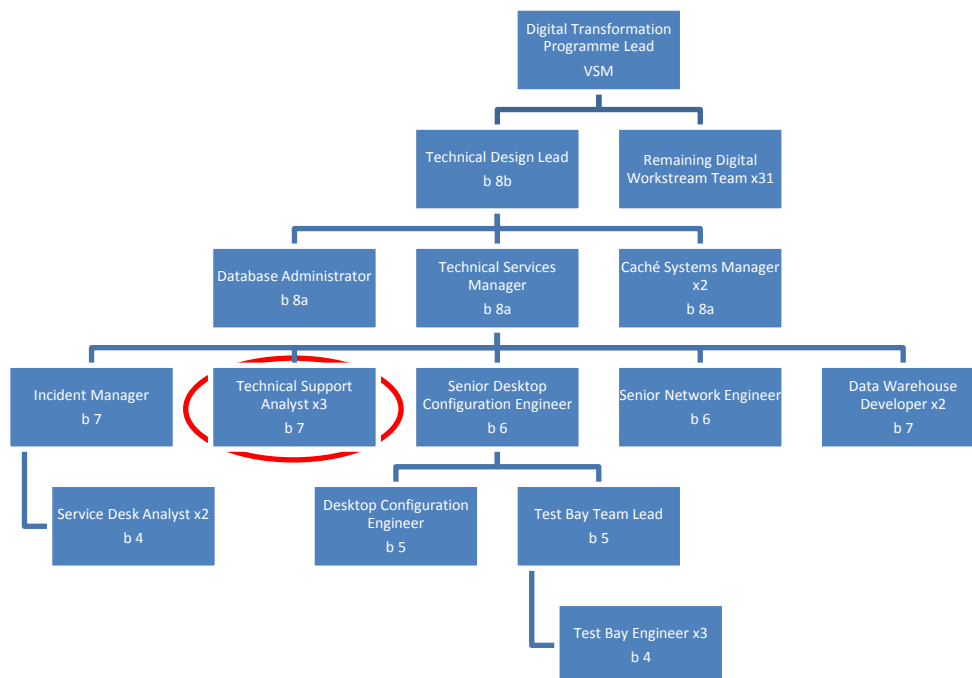 Digital Transformation
Programme Lead
VSM
Technical Design Lead
b 8b
Remaining Digital
Workstream Team x31
Database Administrator
b 8a
Technical Services
Manager
b 8a
Caché Systems Manager
x2
b 8a
Incident Manager
b 7
Technical Support
Analyst x3
b 7
Senior Desktop
Configuration Engineer
b 6
Senior Network Engineer
b 6
Data Warehouse
Developer x2
b 7
Service Desk Analyst x2
b 4
Desktop Configuration
Engineer
b 5
Test Bay Team Lead
b 5
Test Bay Engineer x3
b 4